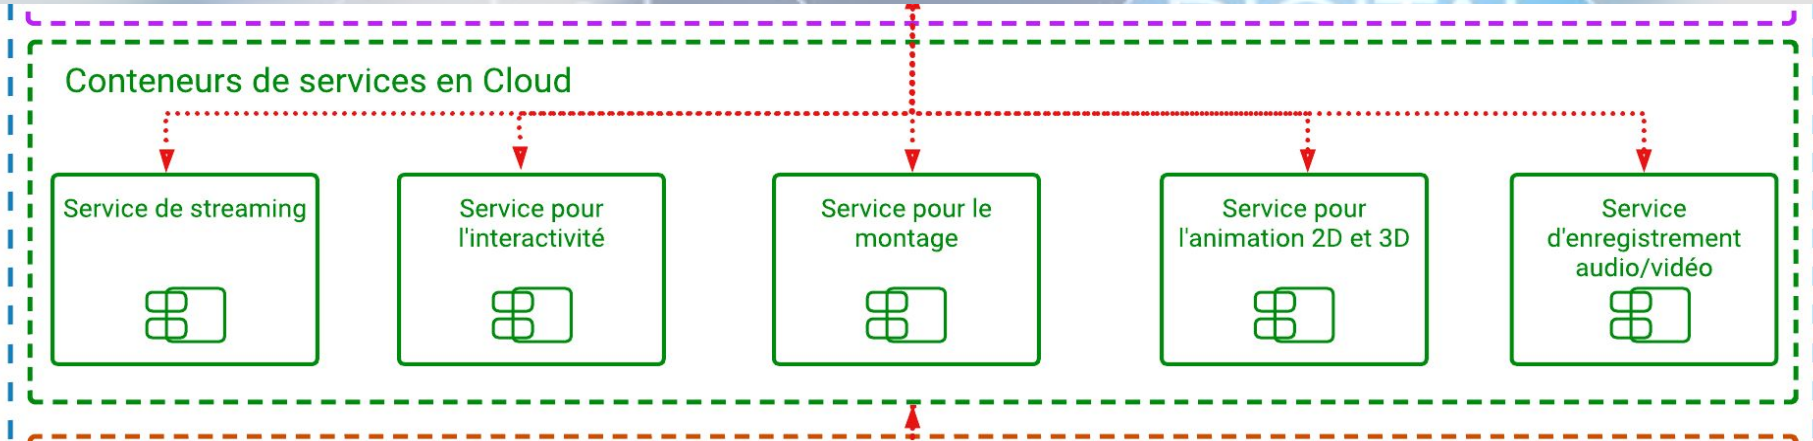 Conteneurs de services en Cloud
Service de streaming
Service pour
l'interactivité
Service pour le
montage
Service pour
l'animation 2D et 3D
Service
d'enregistrement
audio/vidéo